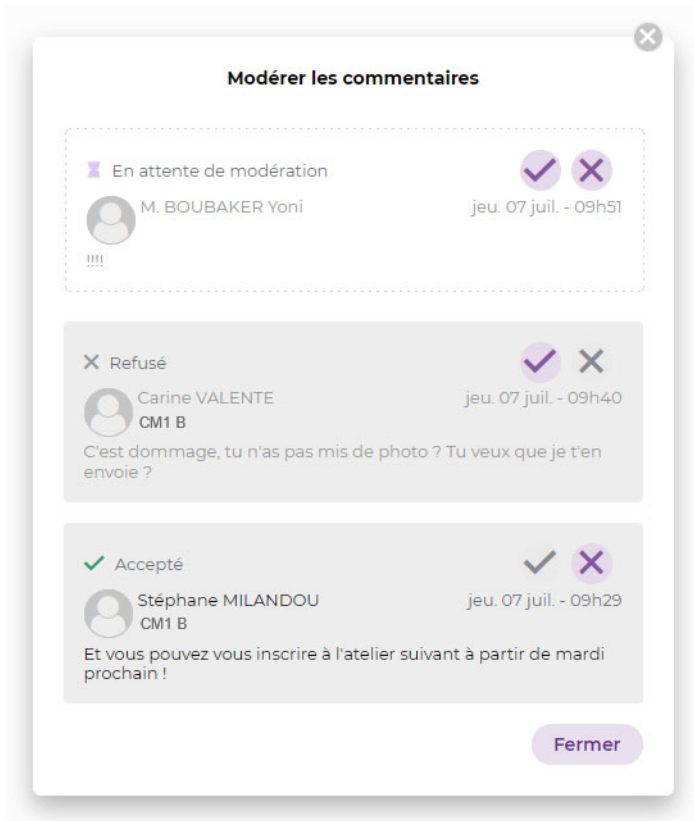 Modérer les commentaires
En attente de modération
M. BOUBAKER Yoni
jeu. 07 juil. - 09h51
!!!!
Refusé
Carine VALENTE
jeu. 07 juil. - 09h40
CM1 B
C'est dommage, tu n'as pas mis de photo ? Tu veux que je t'en
envoie ?
Accepté
Stéphane MILANDOU
jeu. 07 juil. - 09h29
CM1 B
Et vous pouvez vous inscrire à l'atelier suivant à partir de mardi
prochain !
Fermer